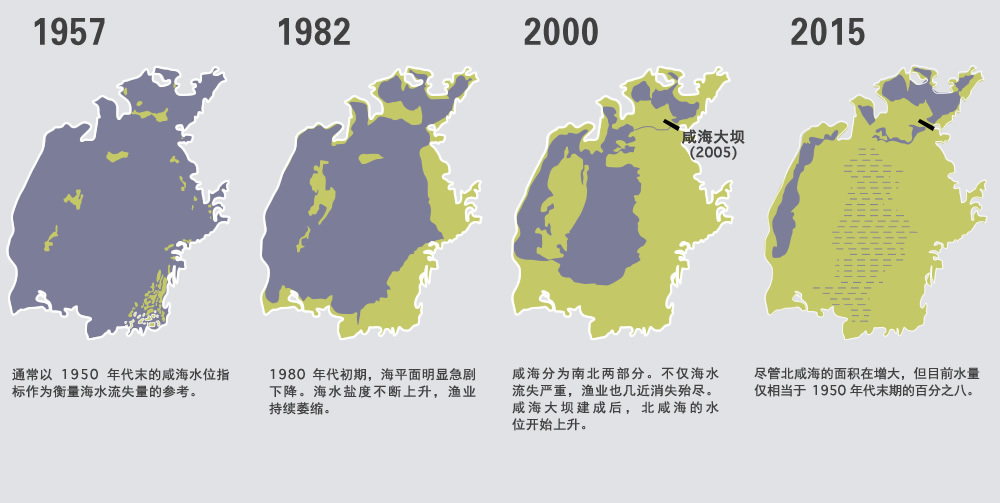 1957
1982
2000
2015
咸海大坝
(2005)
通常以 1950 年代末的咸海水位指
标作为衡量海水流失量的参考。
1980 年代初期，海平面明显急剧
下降。海水盐度不断上升，渔业
持续萎缩。
咸海分为南北两部分。不仅海水
流失严重，渔业也几近消失殆尽。
咸海大坝建成后，北咸海的水
位开始上升。
尽管北咸海的面积在增大，但目前水量
仅相当于 1950 年代末期的百分之八。